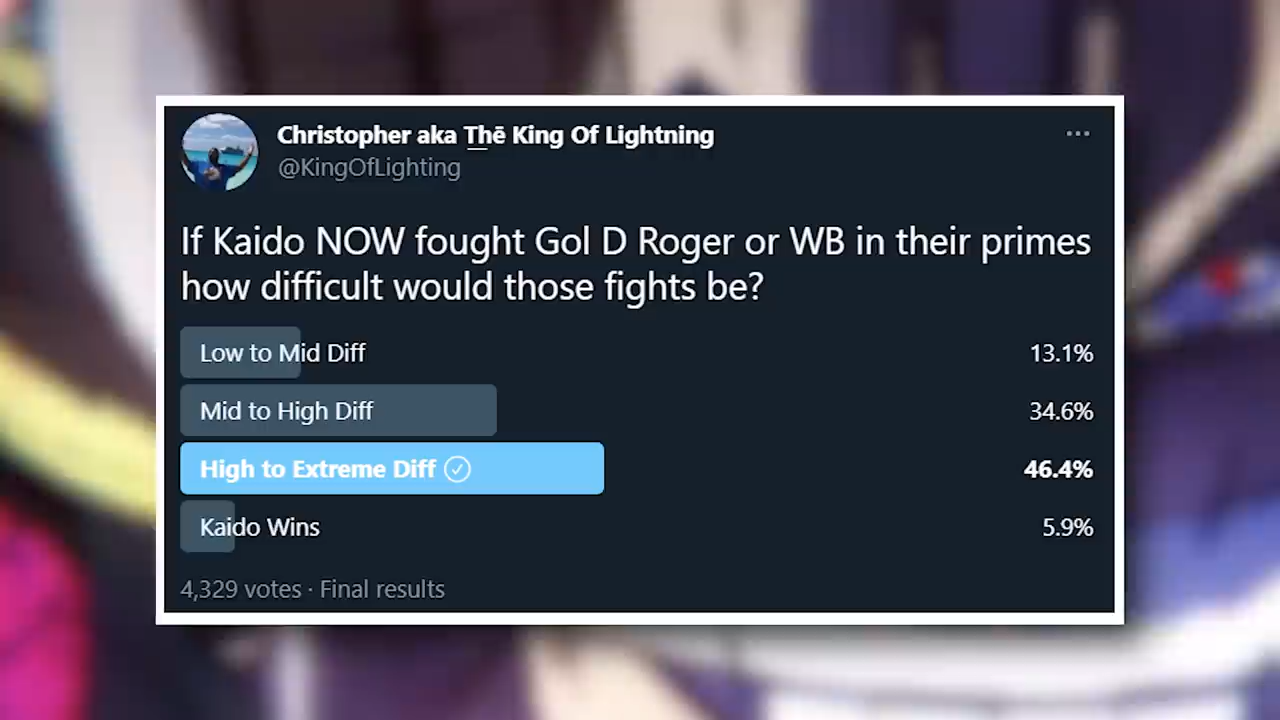 Christopher aka Thē King Of Lightning
@KingOfLighting
If Kaido NOW fought Gol D Roger or WB in their primes
how difficult would those fights be?
Low to Mid Diff 13.1%
Mid to High Diff 34.6%
High to Extreme Diff 46.4%
Kaido Wins 5.9%
4,329 votes · Final results